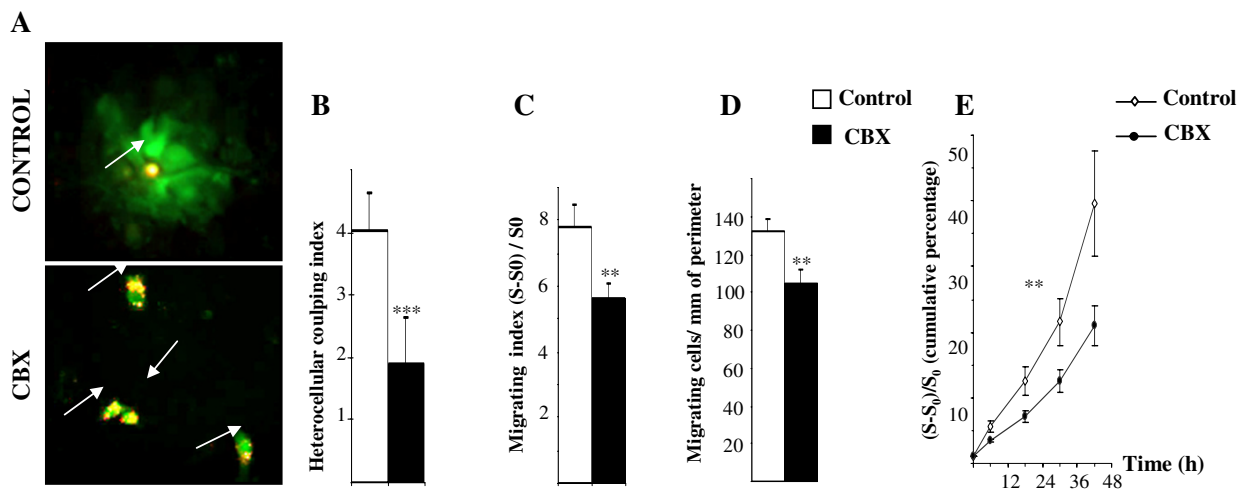 A
CONTROL
CBX
B
Heterocellular coulping index
4
3
2
1
***
C
Migrating index (S-S0) / S0
8
6
4
2
**
D
Migrating cells/ mm of perimeter
140
120
100
80
60
40
20
**
Control
CBX
E
Control
CBX
(S-S0)/S0 (cumulative percentage)
50
40
30
20
10
**
12 24 36 48
Time (h)